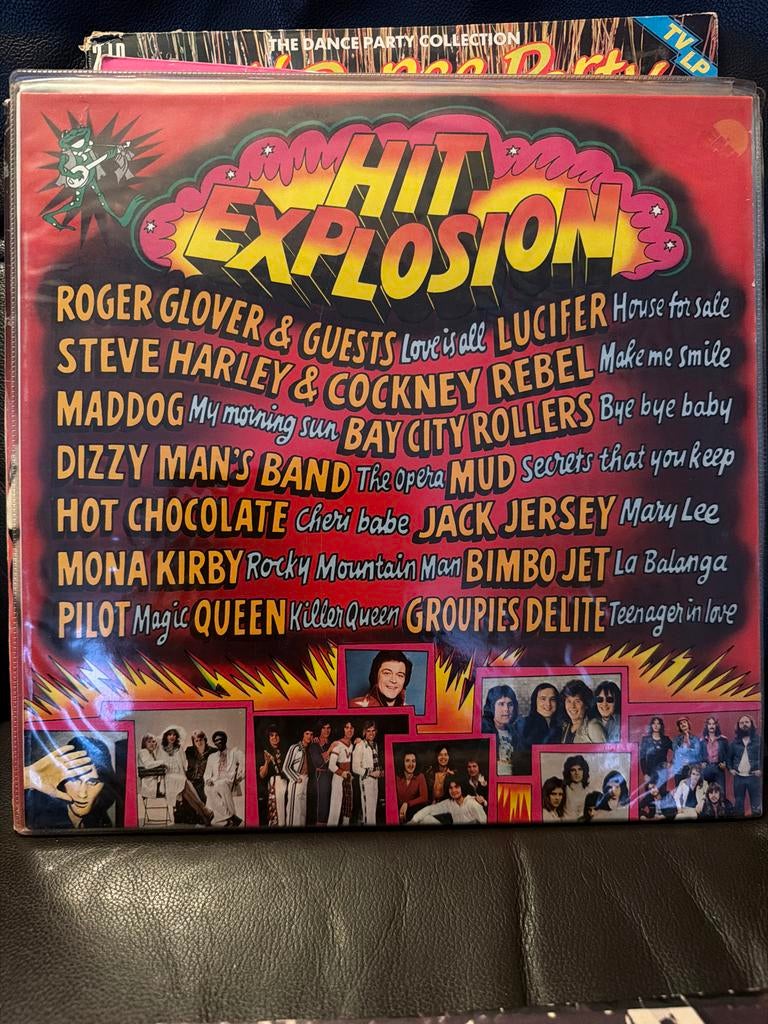 THE DANCE PARTY COLLECTION
TV LP
HIT
EXPLOSION
ROGER GLOVER & GUESTS Love is all LUCIFER House for sale
STEVE HARLEY & COCKNEY REBEL Make me smile
MADDOG My morning sun BAY CITY ROLLERS Bye bye baby
DIZZY MAN'S BAND The Opera MUD Secrets that you keep
HOT CHOCOLATE Cheri babe JACK JERSEY Mary Lee
MONA KIRBY Rocky Mountain Man BIMBO JET La Balanga
PILOT Magic QUEEN Killer Queen GROUPIES DELITE Teenager in love